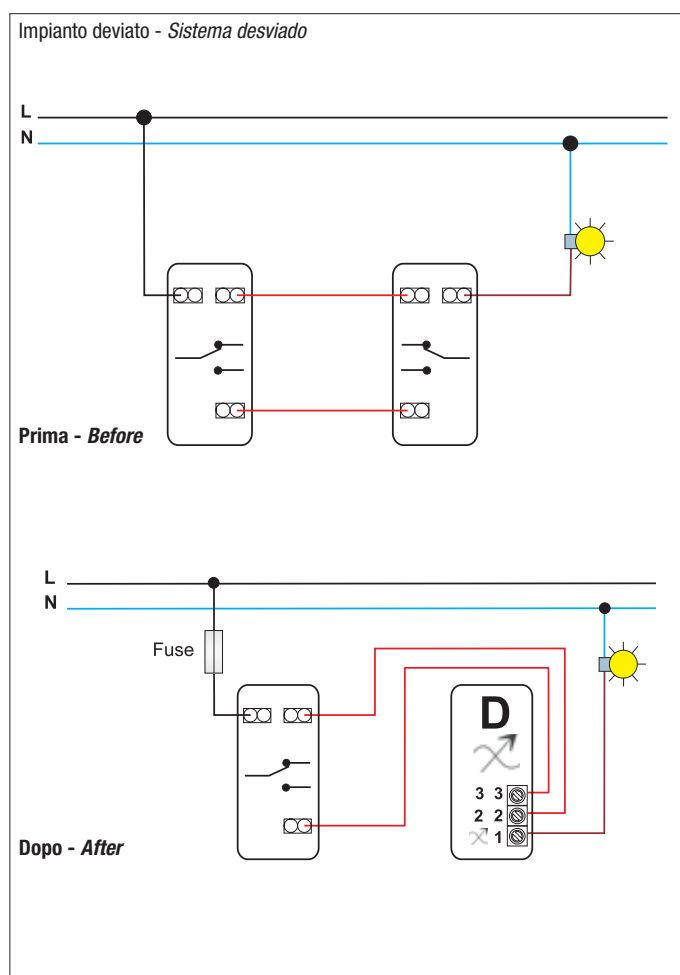 Impianto deviato - Sistema desviado
L
N
Prima - Before
L
N
Fuse
D
3 3
2 2
1
Dopo - After